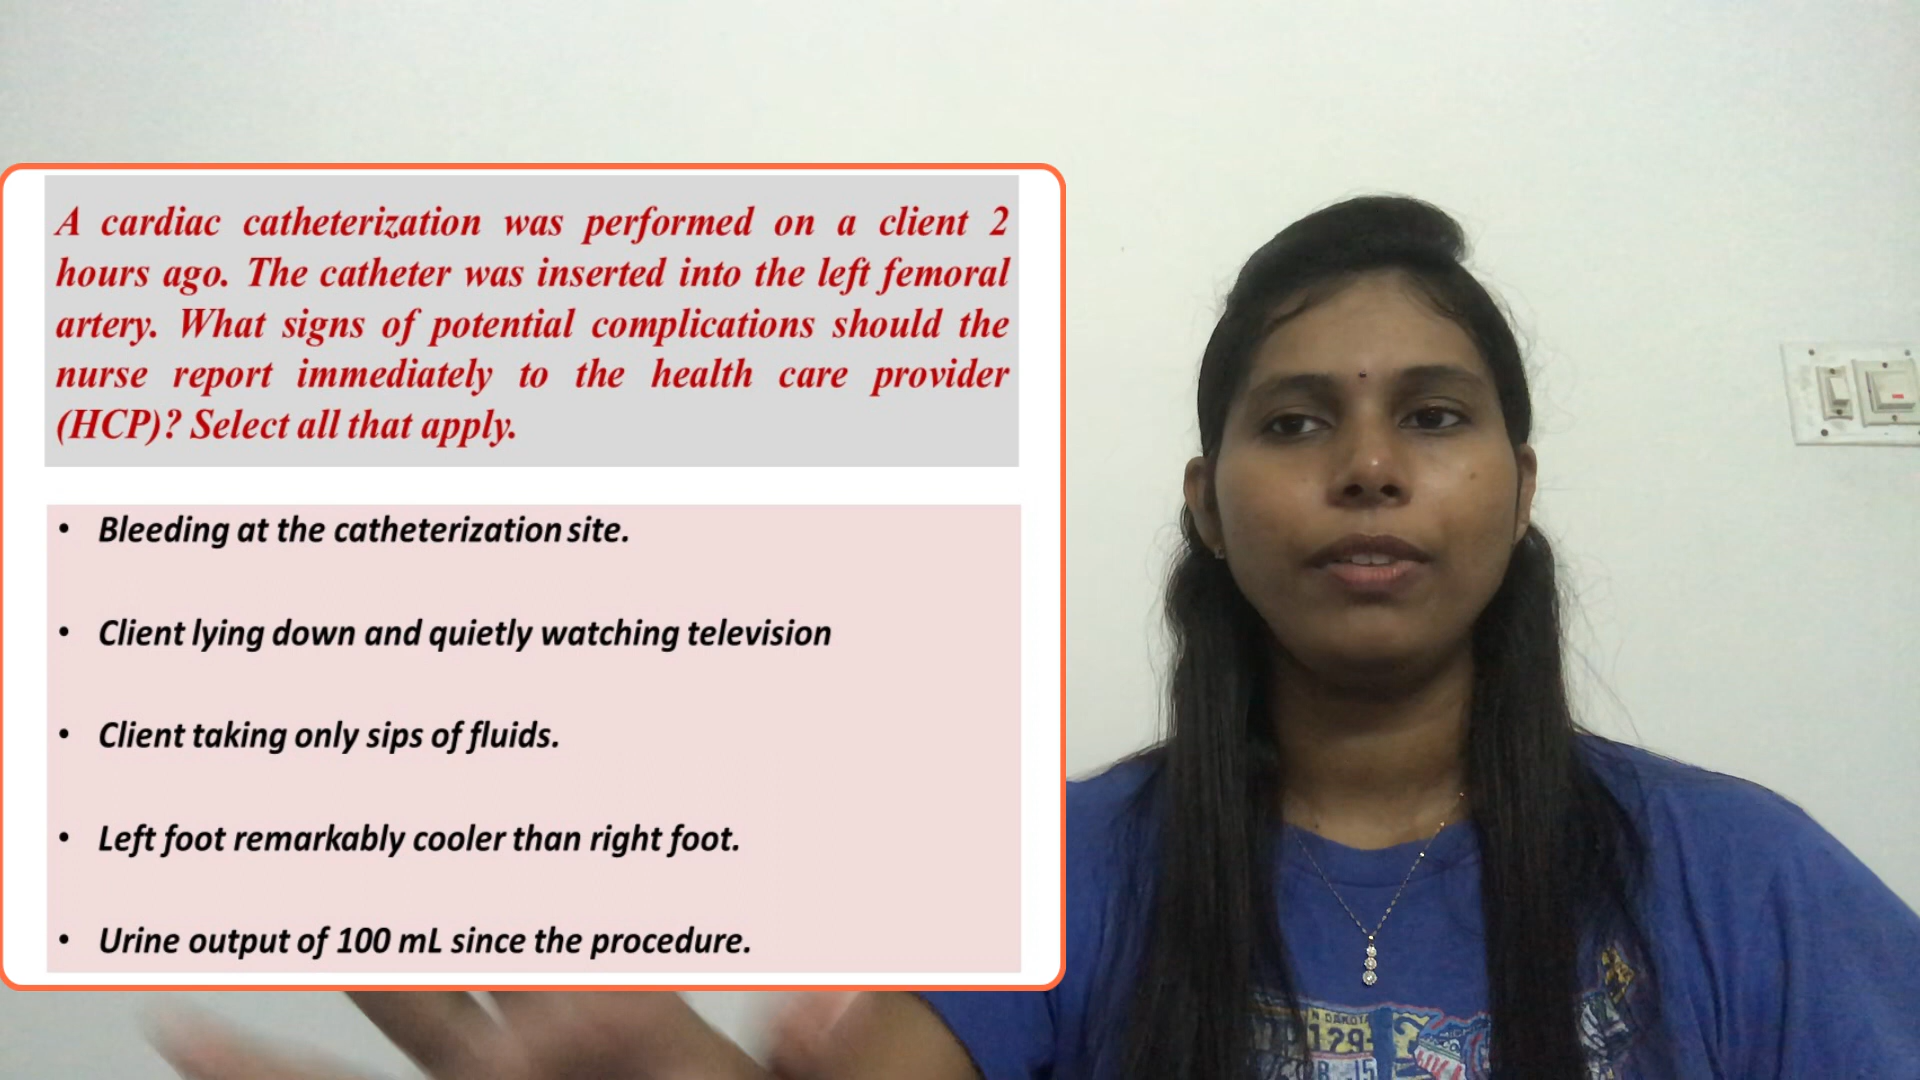 A cardiac catheterization was performed on a client 2
hours ago. The catheter was inserted into the left femoral
artery. What signs of potential complications should the
nurse report immediately to the health care provider
(HCP)? Select all that apply.
• Bleeding at the catheterization site.
• Client lying down and quietly watching television
• Client taking only sips of fluids.
• Left foot remarkably cooler than right foot.
• Urine output of 100 mL since the procedure.
N DAKOTA
129